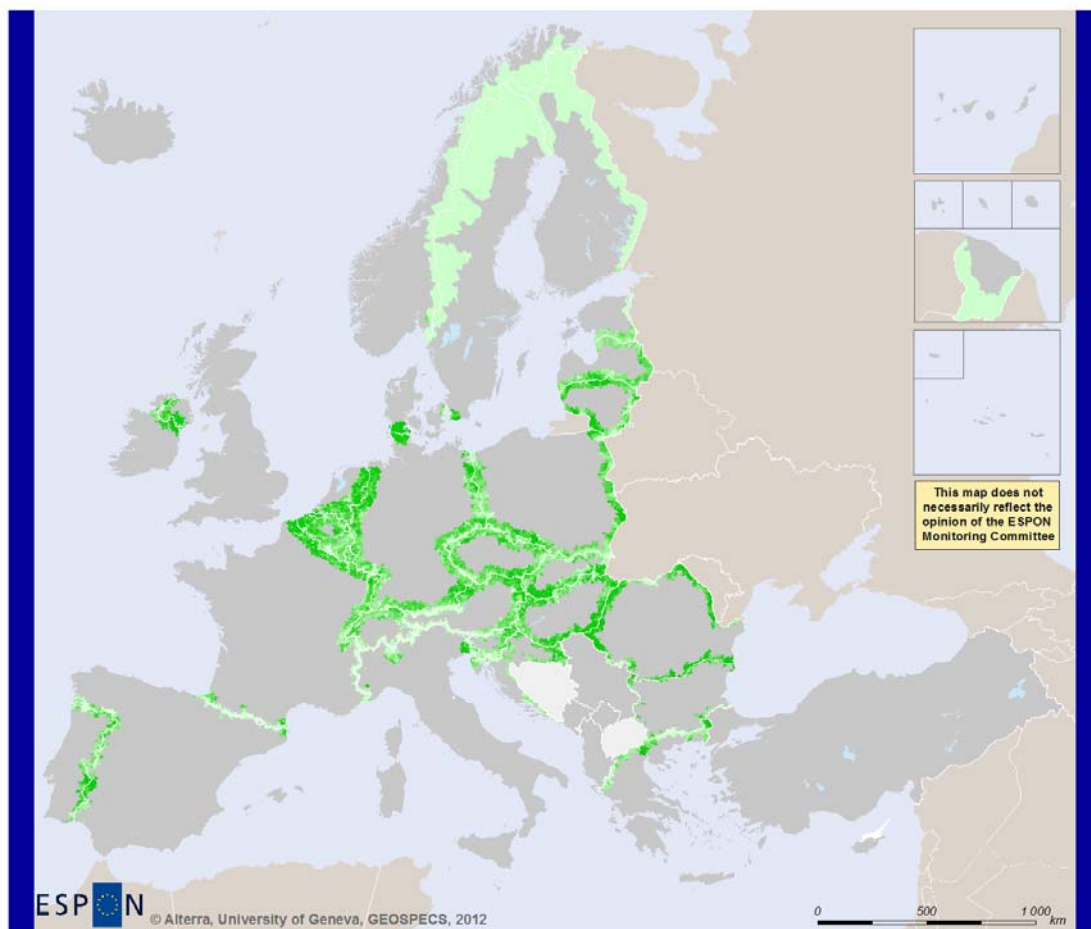 This map does not
necessarily reflect the
opinion of the ESPON
Monitoring Committee
ESPON
© Alterra, University of Geneva, GEOSPECS, 2012
0 500 1 000
km